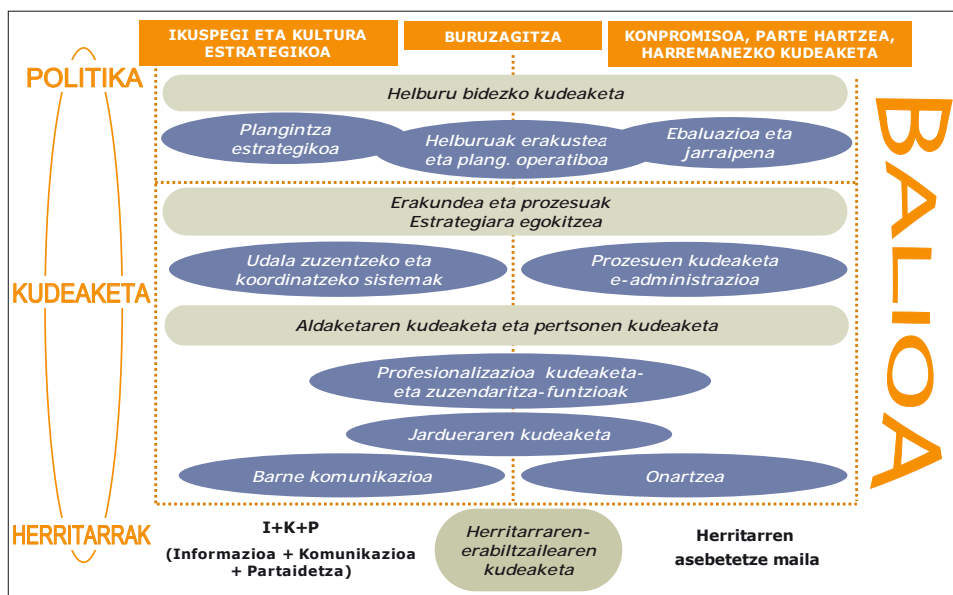 IKUSPEGI ETA KULTURA
ESTRATEGIKOA
BURUZAGITZA
KONPROMISOA, PARTE HARTZEA,
HARREMANEZKO KUDEAKETA
POLITIKA
Helburu bidezko kudeaketa
Plangintza
estrategikoa
Helburuak erakustea
eta plang. operatiboa
Ebaluazioa eta
jarraipena
Erakundea eta prozesuak
Estrategiara egokitzea
Udala zuzentzeko eta
koordinatzeko sistemak
Prozesuen kudeaketa
e-administrazioa
KUDEAKETA
Aldaketaren kudeaketa eta pertsonen kudeaketa
Profesionalizazioa kudeaketa-
eta zuzendaritza-funtzioak
Jardueraren kudeaketa
Barne komunikazioa
Onartzea
HERRITARRAK
I+K+P
(Informazioa + Komunikazioa
+ Partaidetza)
Herritarraren-
erabiltzailearen
kudeaketa
Herritarren
asebetetze maila
BALIOA